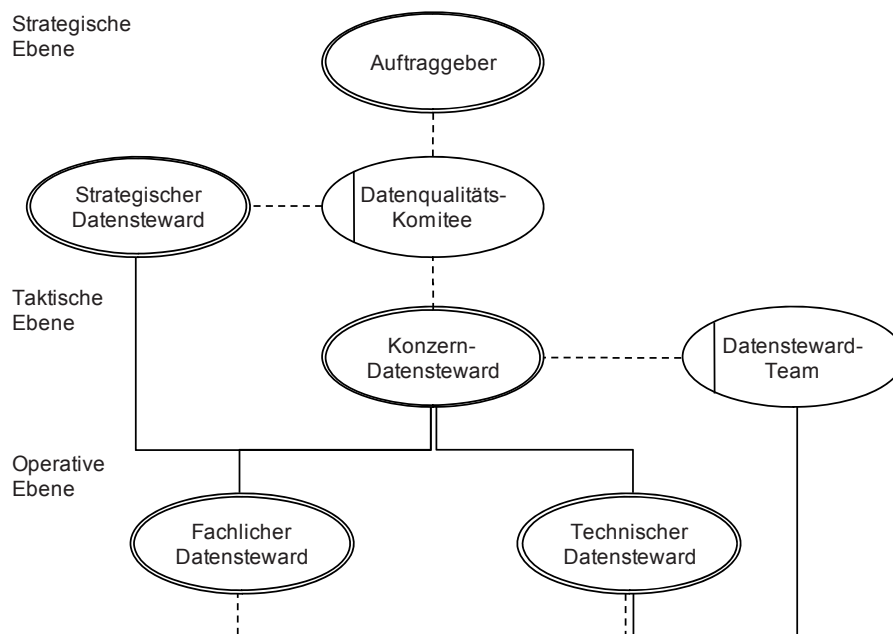 Strategische
Ebene
Auftraggeber
Strategischer
Datensteward
Datenqualitäts-
Komitee
Taktische
Ebene
Konzern-
Datensteward
Datensteward-
Team
Operative
Ebene
Fachlicher
Datensteward
Technischer
Datensteward